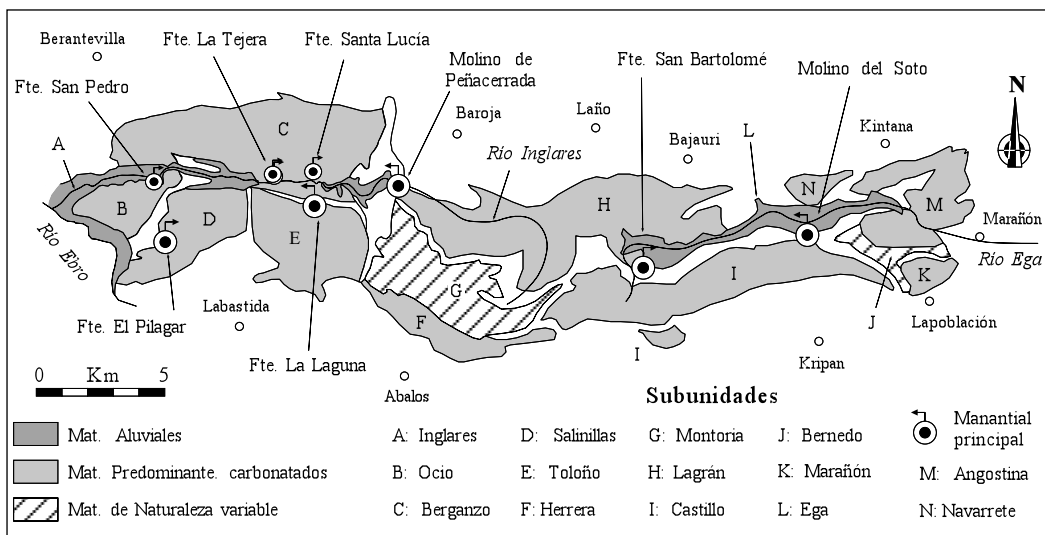 Berantevilla
Fte. La Tejera
Fte. Santa Lucía
Molino de
Peñacerrada
Fte. San Bartolomé
Molino del Soto
N
Fte. San Pedro
Baroja
Laño
Bajauri
L
Kintana
A
C
Río Inglares
B
D
E
H
N
M
Marañón
Río Ebro
G
I
Río Ega
K
Labastida
F
J
Lapoblación
Fte. El Pilagar
Fte. La Laguna
I
Kripan
0 Km 5
Abalos
Subunidades
Mat. Aluviales
Mat. Predominante. carbonatados
Mat. de Naturaleza variable
A: Inglares
B: Ocio
C: Berganzo
D: Salinillas
E: Toloño
F: Herrera
G: Montoria
H: Lagrán
I: Castillo
J: Bernedo
K: Marañón
L: Ega
Manantial
principal
M: Angostina
N: Navarrete